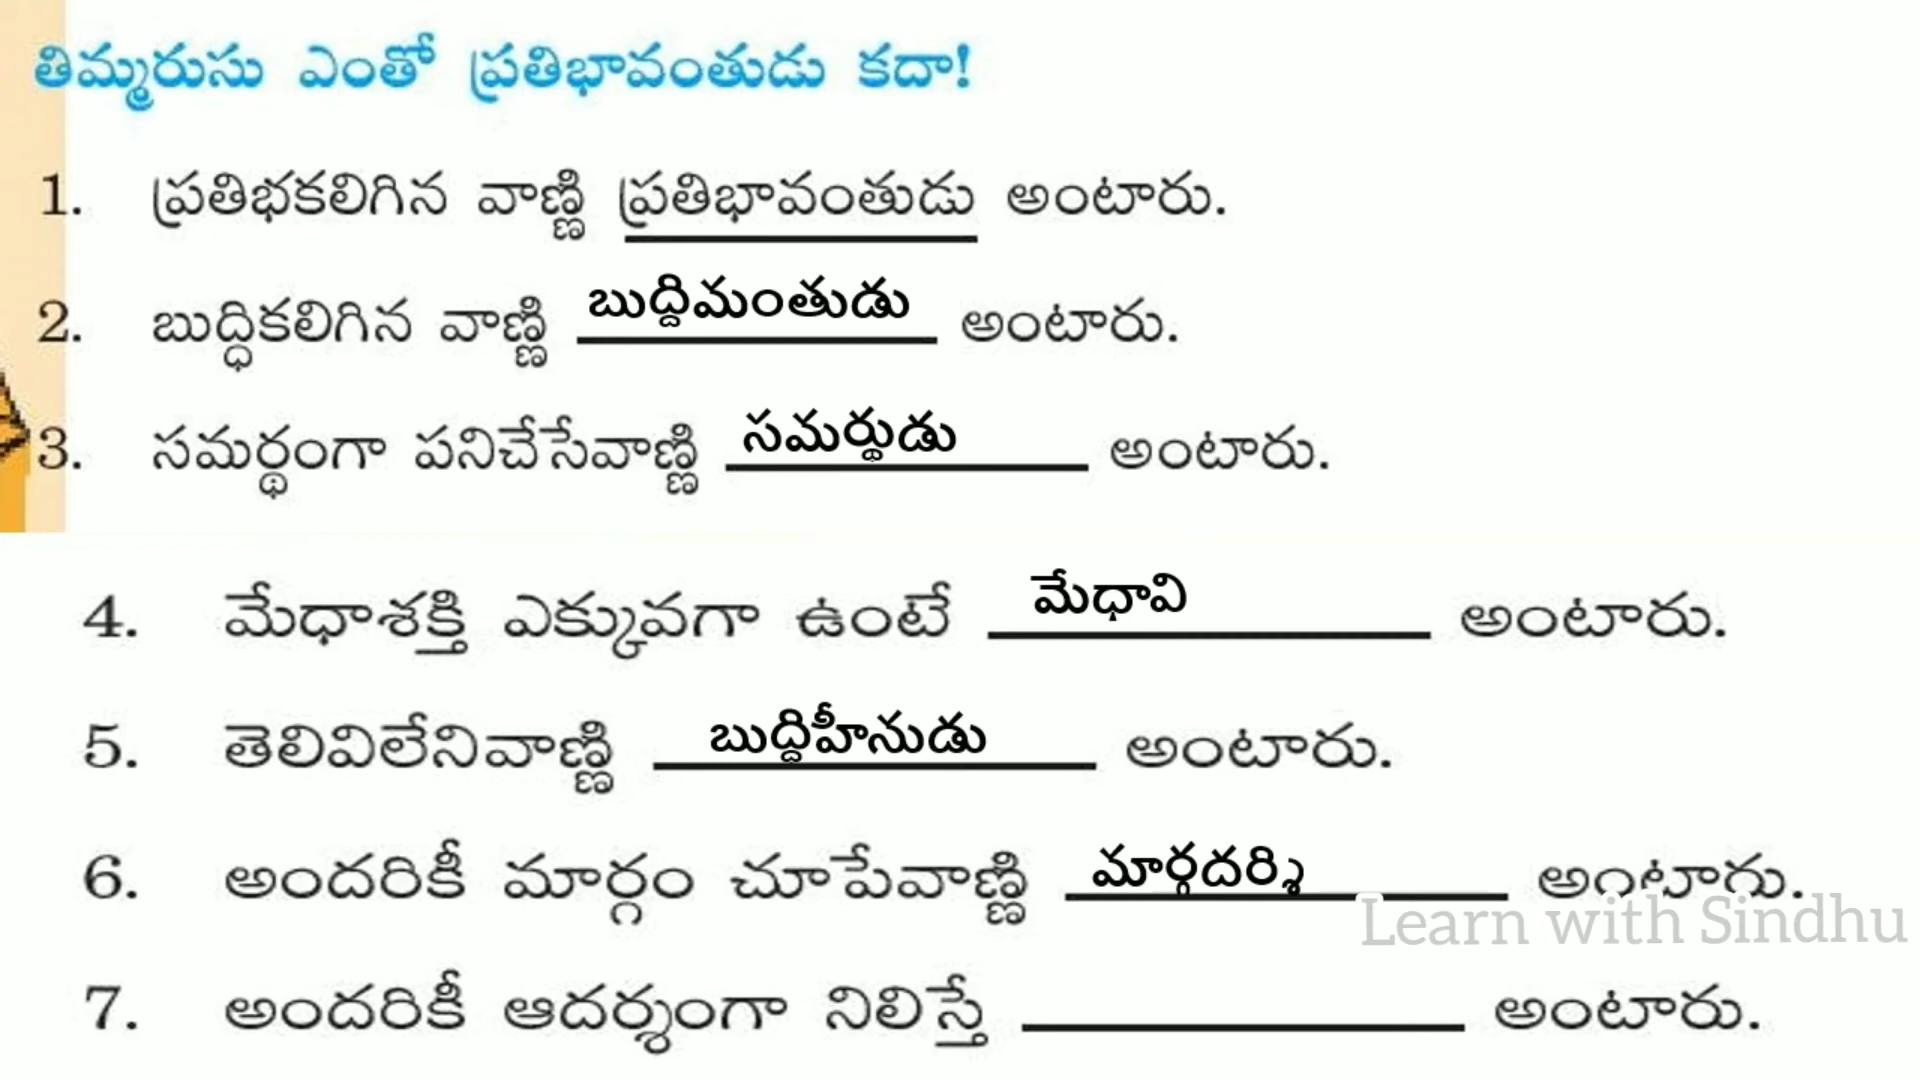 తిమ్మరుసు ఎంతో ప్రతిభావంతుడు కదా!
1. ప్రతిభకలిగిన వాణ్ణి ప్రతిభావంతుడు అంటారు.
2. బుద్ధికలిగిన వాణ్ణి బుద్దిమంతుడు అంటారు.
3. సమర్థంగా పనిచేసేవాణ్ణి సమర్థుడు అంటారు.
4. మేధాశక్తి ఎక్కువగా ఉంటే మేధావి అంటారు.
5. తెలివిలేనివాణ్ణి బుద్దిహీనుడు అంటారు.
6. అందరికీ మార్గం చూపేవాణ్ణి మార్గదర్శి అంటారు.
Learn with Sindhu
7. అందరికీ ఆదర్శంగా నిలిస్తే అంటారు.